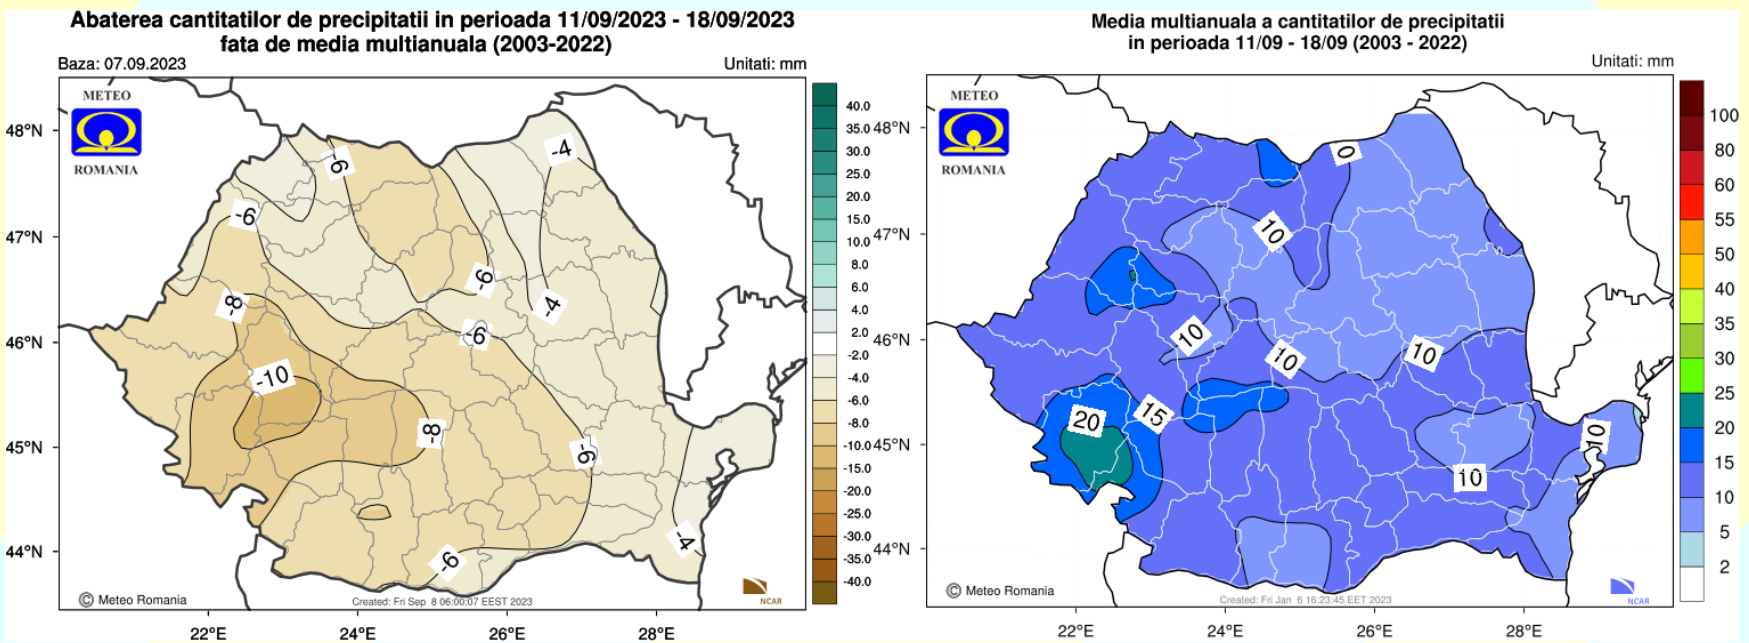 Abaterea cantitatilor de precipitatii in perioada 11/09/2023 - 18/09/2023
fata de media multianuala (2003-2022)
Baza: 07.09.2023
Unitati: mm
METEO
ROMANIA
48°N
47°N
46°N
45°N
44°N
22°E
24°E
26°E
28°E
-6
-4
-6
-6
-4
-8
-6
-10
-8
-6
-4
-6
40.0
35.0
30.0
25.0
20.0
15.0
10.0
8.0
6.0
4.0
2.0
-2.0
-4.0
-6.0
-8.0
-10.0
-15.0
-20.0
-25.0
-30.0
-35.0
-40.0
© Meteo Romania
Created: Fri Sep 8 06:00:07 EEST 2023
NCAR
Media multianuala a cantitatilor de precipitatii
in perioada 11/09 - 18/09 (2003 - 2022)
Unitati: mm
METEO
ROMANIA
48°N
47°N
46°N
45°N
44°N
22°E
24°E
26°E
28°E
0
10
10
10
10
15
20
10
10
100
80
60
55
50
40
35
30
25
20
15
10
5
2
© Meteo Romania
Created: Fri Jan 6 16:23:45 EET 2023
NCAR